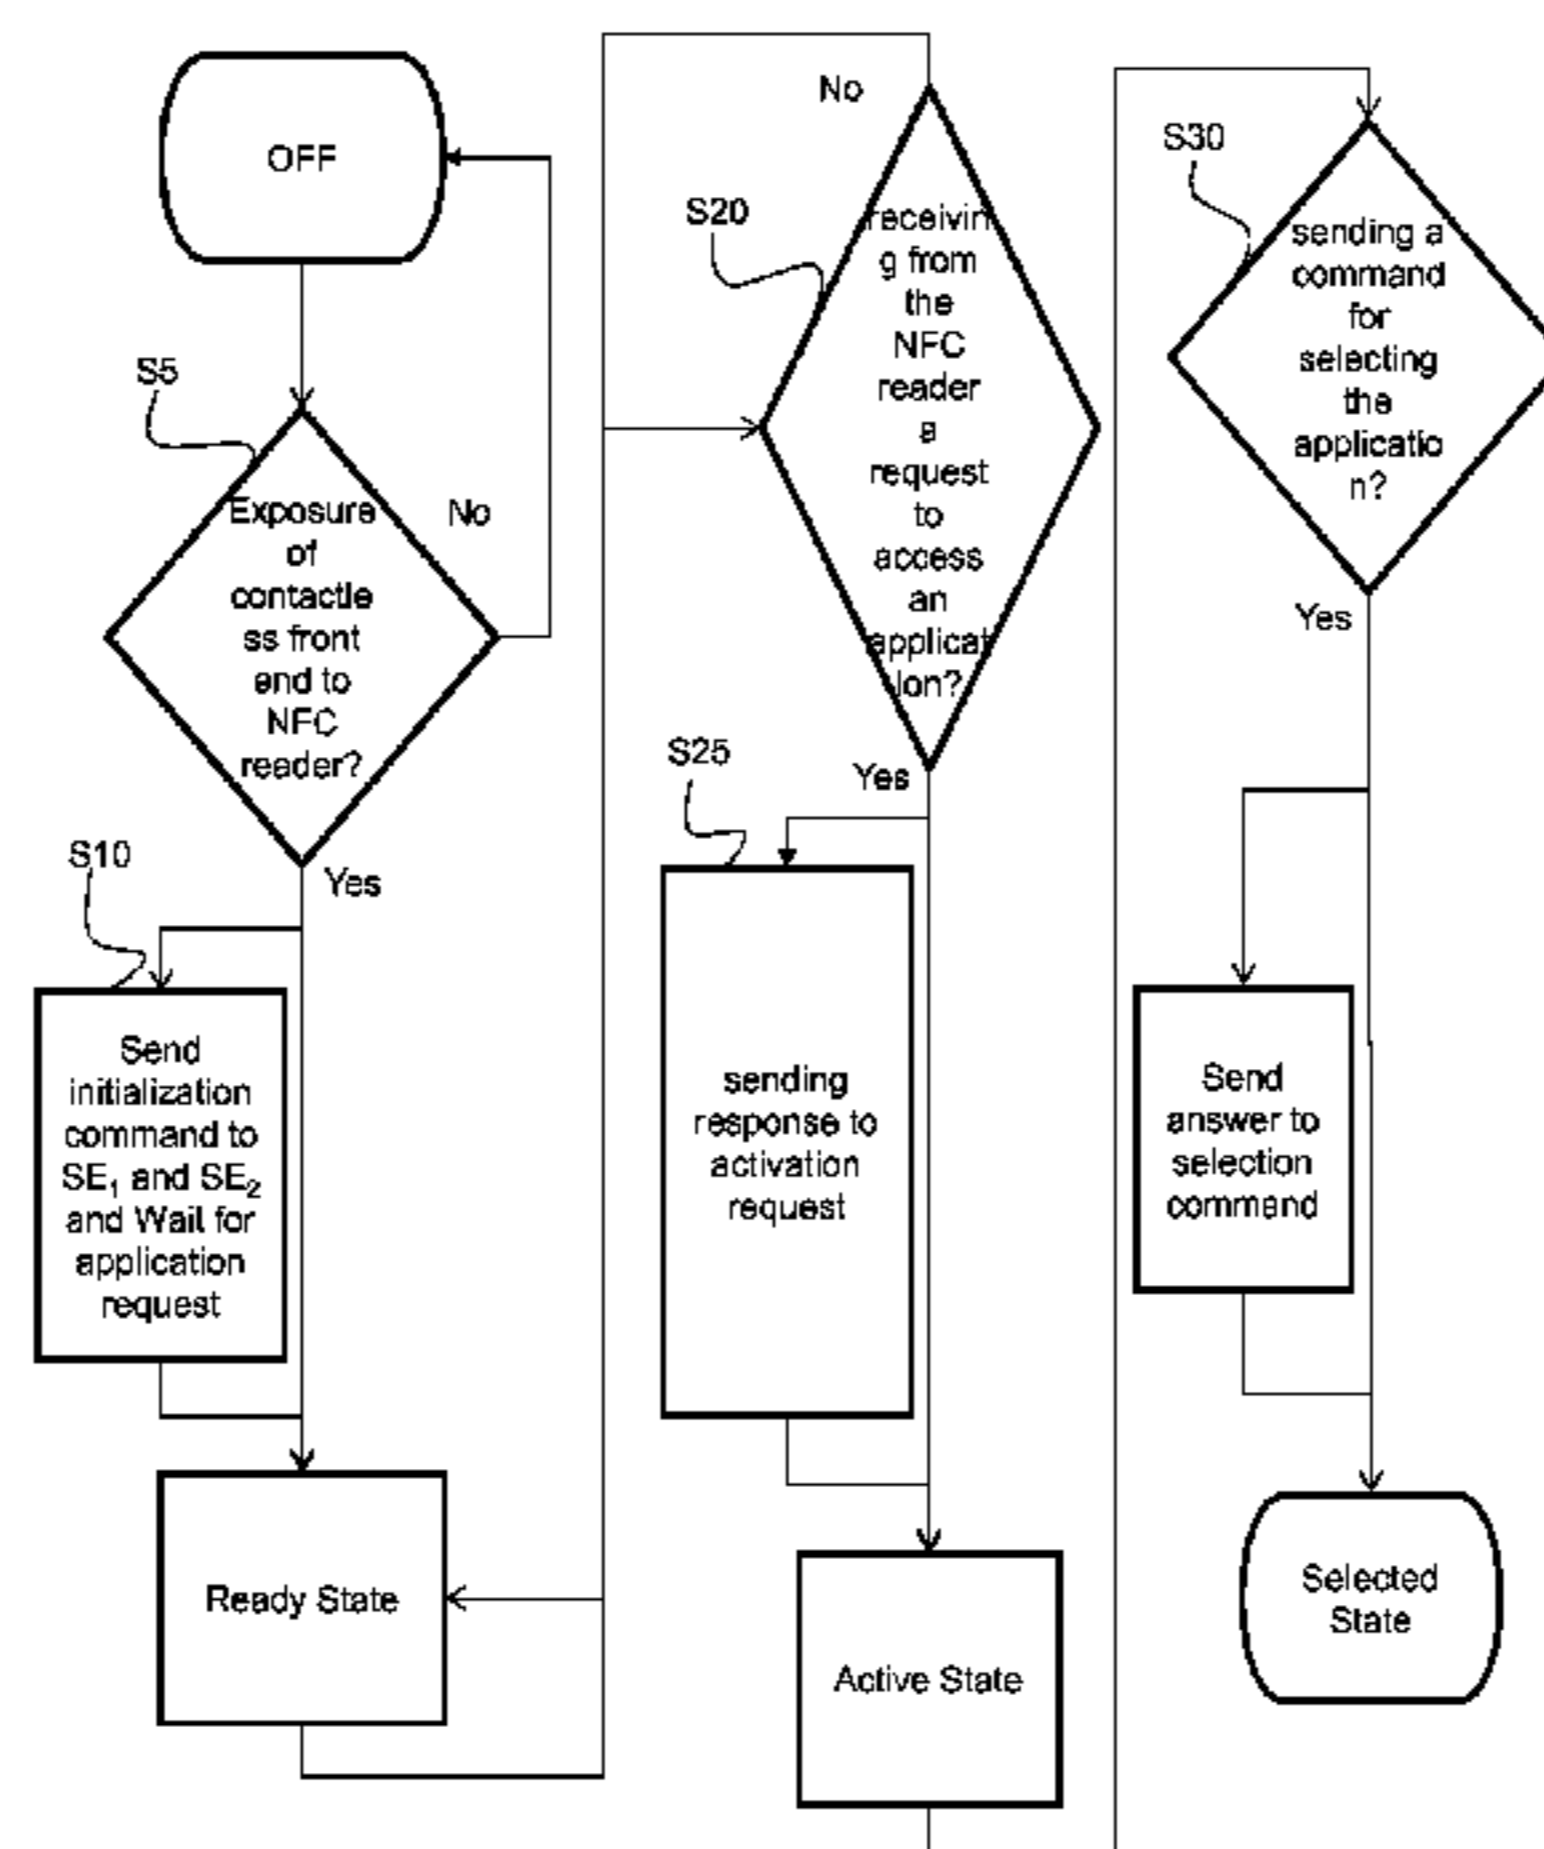 OFF
S5
Exposure
of
contactle
ss front
end to
NFC
reader?
No
Yes
S10
Send
initialization
command to
SE1 and SE2
and Wait for
application
request
Ready State
No
S20
receivin
g from
the
NFC
reader
a
request
to
access
an
applicat
ion?
Yes
S25
sending
response to
activation
request
Active State
S30
sending a
command
for
selecting
the
applicatio
n?
Yes
Send
answer to
selection
command
Selected
State